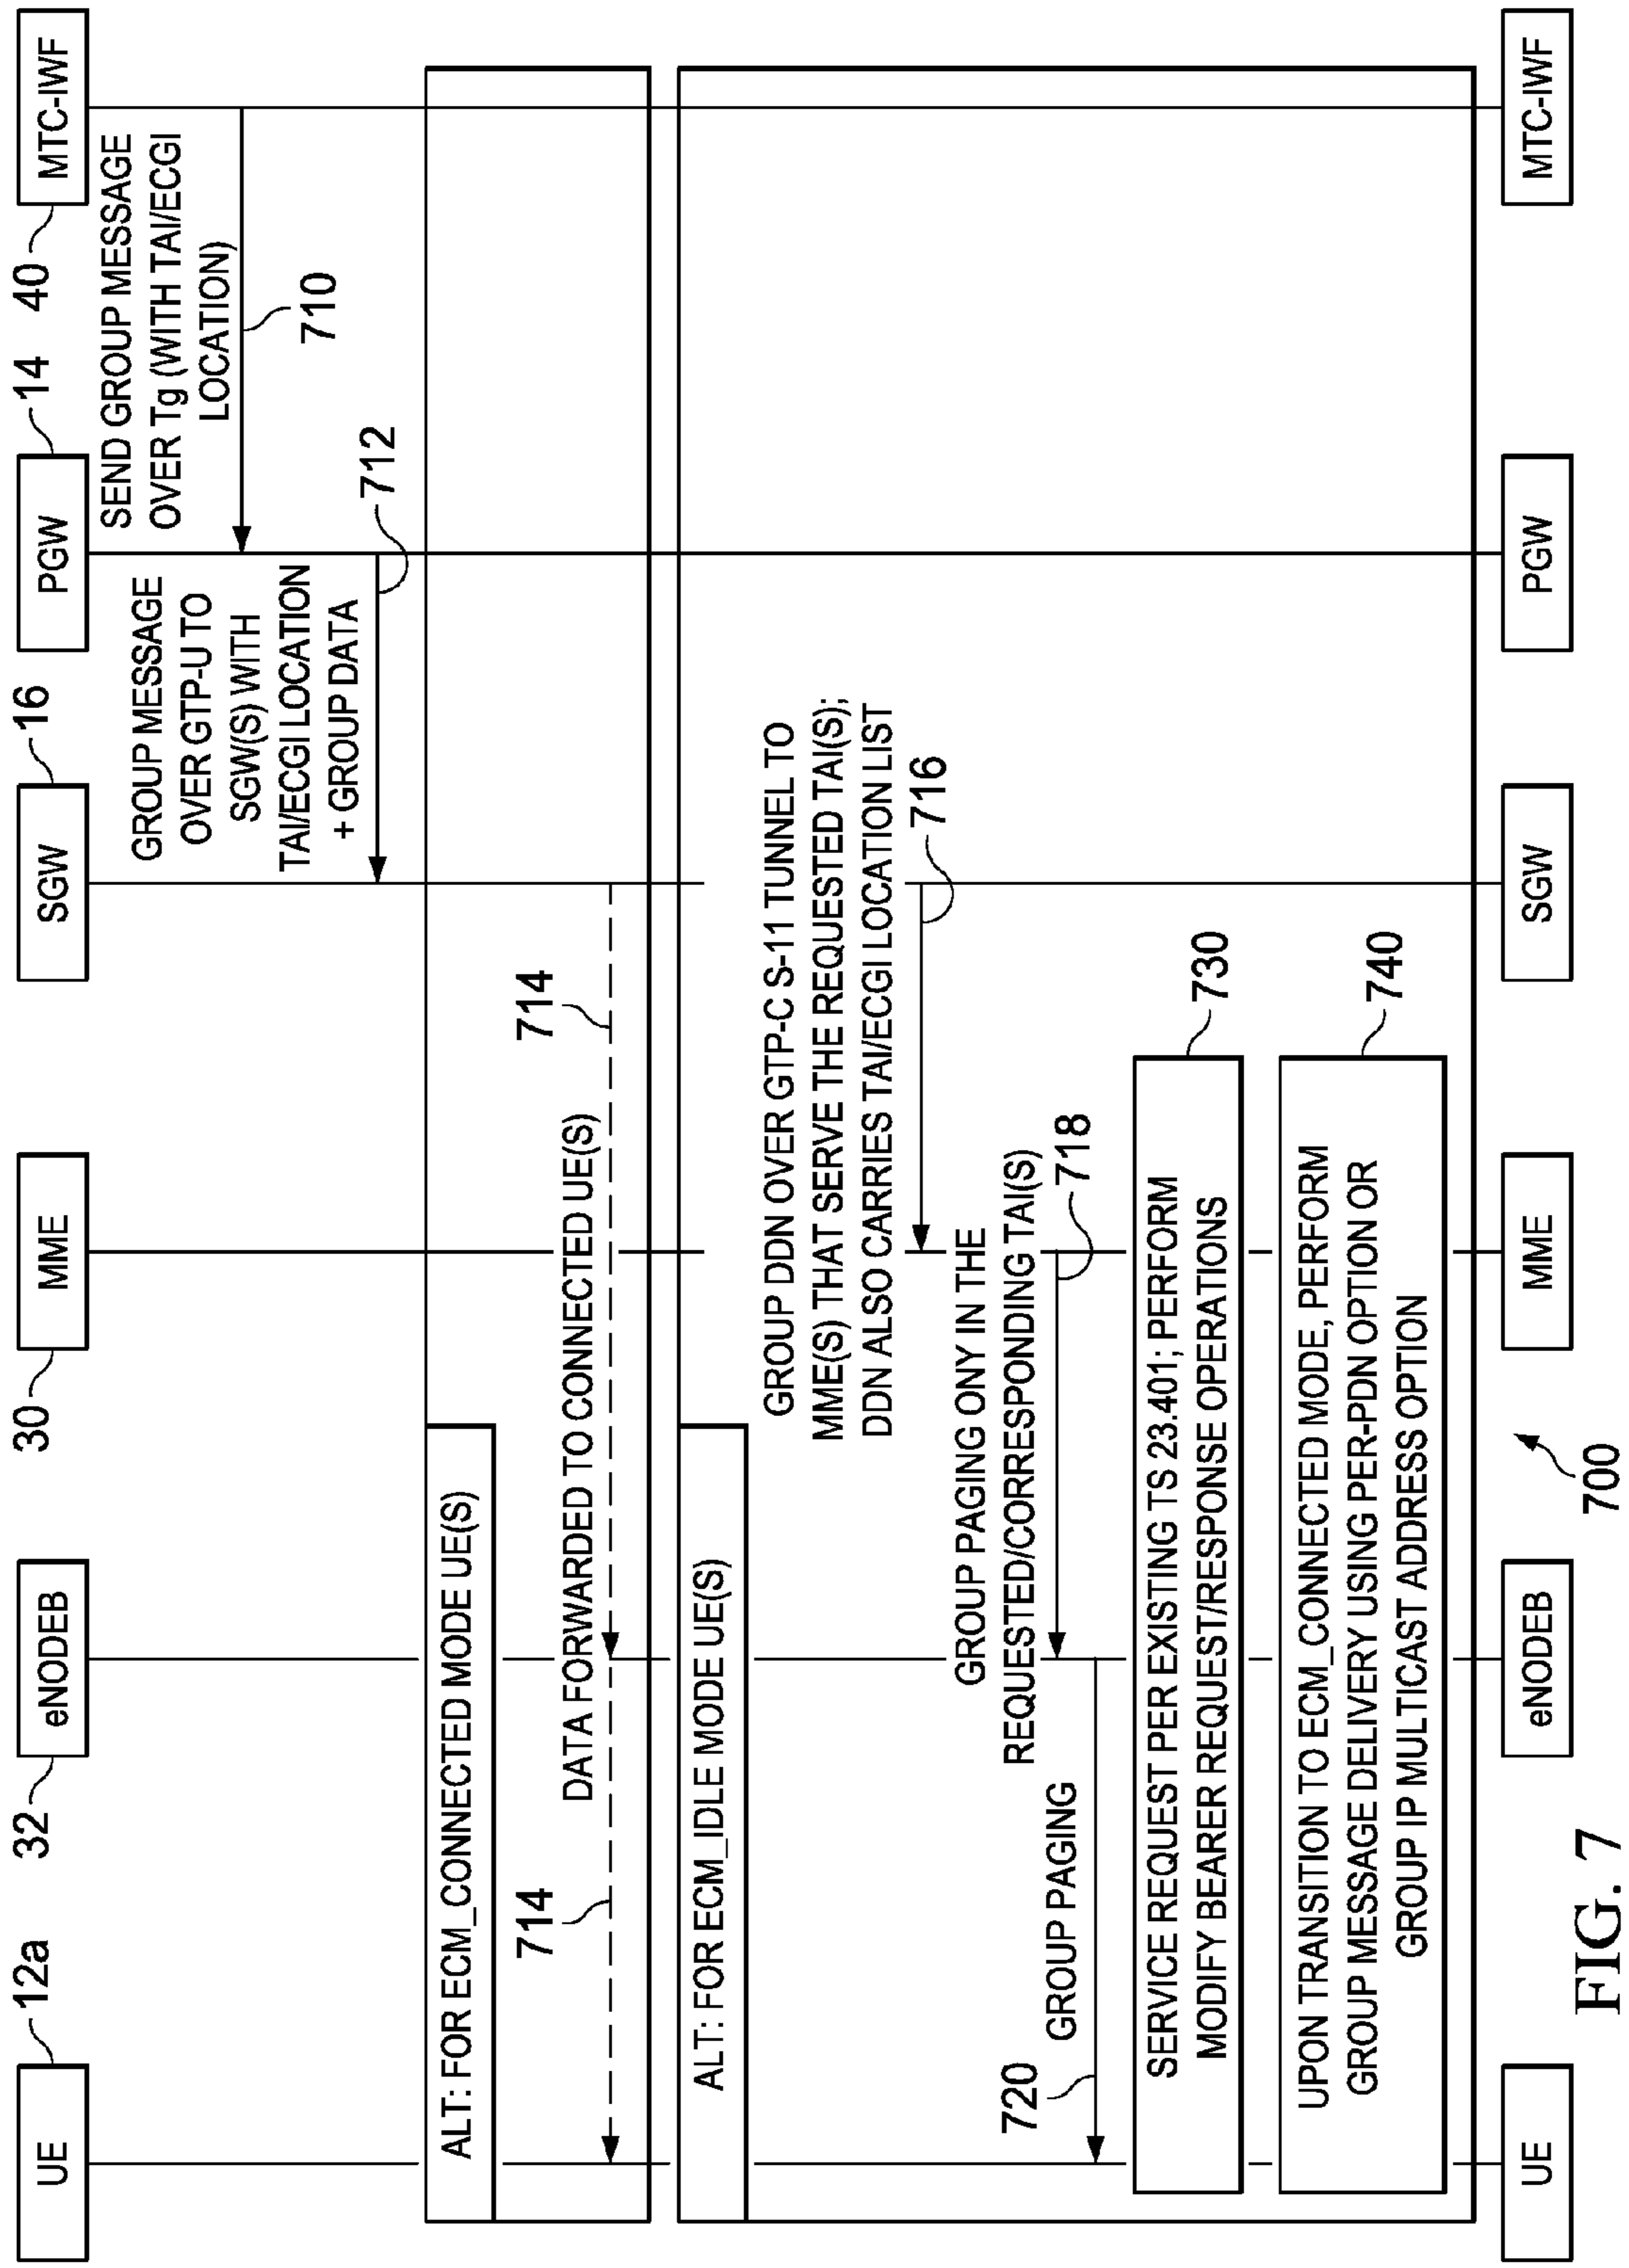 12a
32
30
16
14
40
UE
eNODEB
MME
SGW
PGW
MTC-IWF
SEND GROUP MESSAGE
OVER Tg (WITH TAI/ECGI
LOCATION)
710
GROUP MESSAGE
OVER GTP-U TO
SGW(S) WITH
TAI/ECGI LOCATION
+ GROUP DATA
712
ALT: FOR ECM_CONNECTED MODE UE(S)
714
714
DATA FORWARDED TO CONNECTED UE(S)
ALT: FOR ECM_IDLE MODE UE(S)
GROUP DDN OVER GTP-C S-11 TUNNEL TO
MME(S) THAT SERVE THE REQUESTED TAI(S);
DDN ALSO CARRIES TAI/ECGI LOCATION LIST
716
GROUP PAGING ONY IN THE
REQUESTED/CORRESPONDING TAI(S)
718
720
GROUP PAGING
SERVICE REQUEST PER EXISTING TS 23.401; PERFORM
MODIFY BEARER REQUEST/RESPONSE OPERATIONS
730
UPON TRANSITION TO ECM_CONNECTED MODE, PERFORM
GROUP MESSAGE DELIVERY USING PER-PDN OPTION OR
GROUP IP MULTICAST ADDRESS OPTION
740
UE
eNODEB
MME
SGW
PGW
MTC-IWF
700
FIG. 7